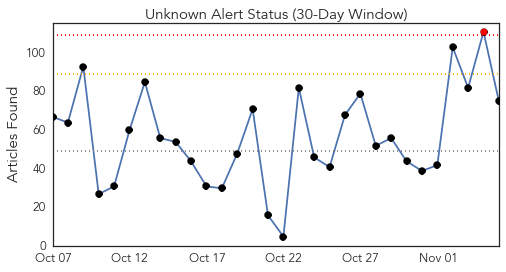 Unknown Alert Status (30-Day Window)
100
80
60
40
20
0
Articles Found
Oct 07 Oct 12 Oct 17 Oct 22 Oct 27 Nov 01